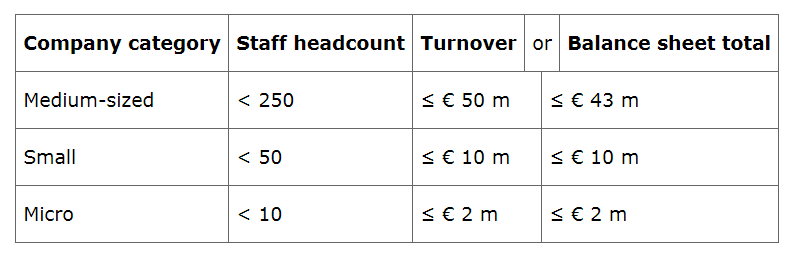 Company category Staff headcount Turnover or Balance sheet total
Medium-sized < 250 ≤ € 50 m ≤ € 43 m
Small < 50 ≤ € 10 m ≤ € 10 m
Micro < 10 ≤ € 2 m ≤ € 2 m